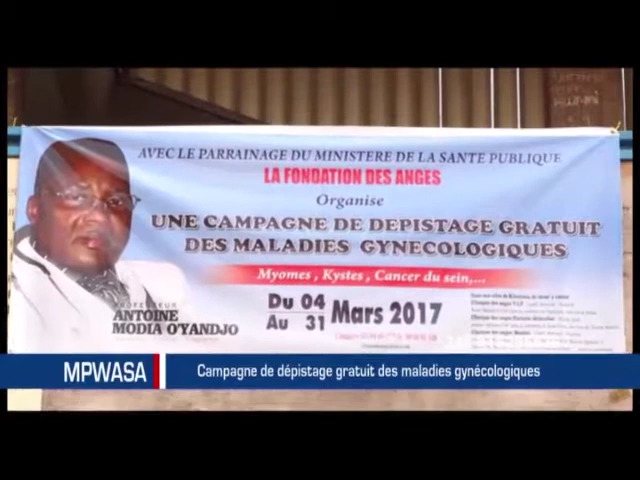 AVEC LE PARRAINAGE DU MINISTERE DE LA SANTE PUBLIQUE
LA FONDATION DES ANGES
Organise
UNE CAMPAGNE DE DEPISTAGE GRATUIT
DES MALADIES GYNECOLOGIQUES
Myomes , Kystes , Cancer du sein,...
PROFESSEUR
ANTOINE
MODIA O'YANDJO
Du 04
Au 31
Mars 2017
MPWASA
Campagne de dépistage gratuit des maladies gynécologiques